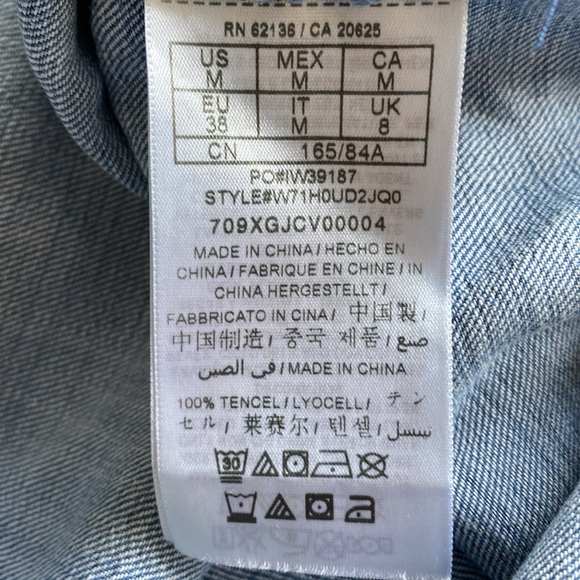 RN 62136 / CA 20625
US MEX CA
M M M
EU IT UK
38 M 8
CN 165/84A
PO#IW39187
STYLE#W71H0UD2JQ0
709XGJCV00004
MADE IN CHINA / HECHO EN
CHINA / FABRIQUE EN CHINE / IN
CHINA HERGESTELLT /
FABBRICATO IN CINA / 中国製 /
中国制造 / 중국 제품 / صنع
في الصين / MADE IN CHINA
100% TENCEL / LYOCELL / テン
セル / 莱赛尔 / 텐셀 / تنسل
30